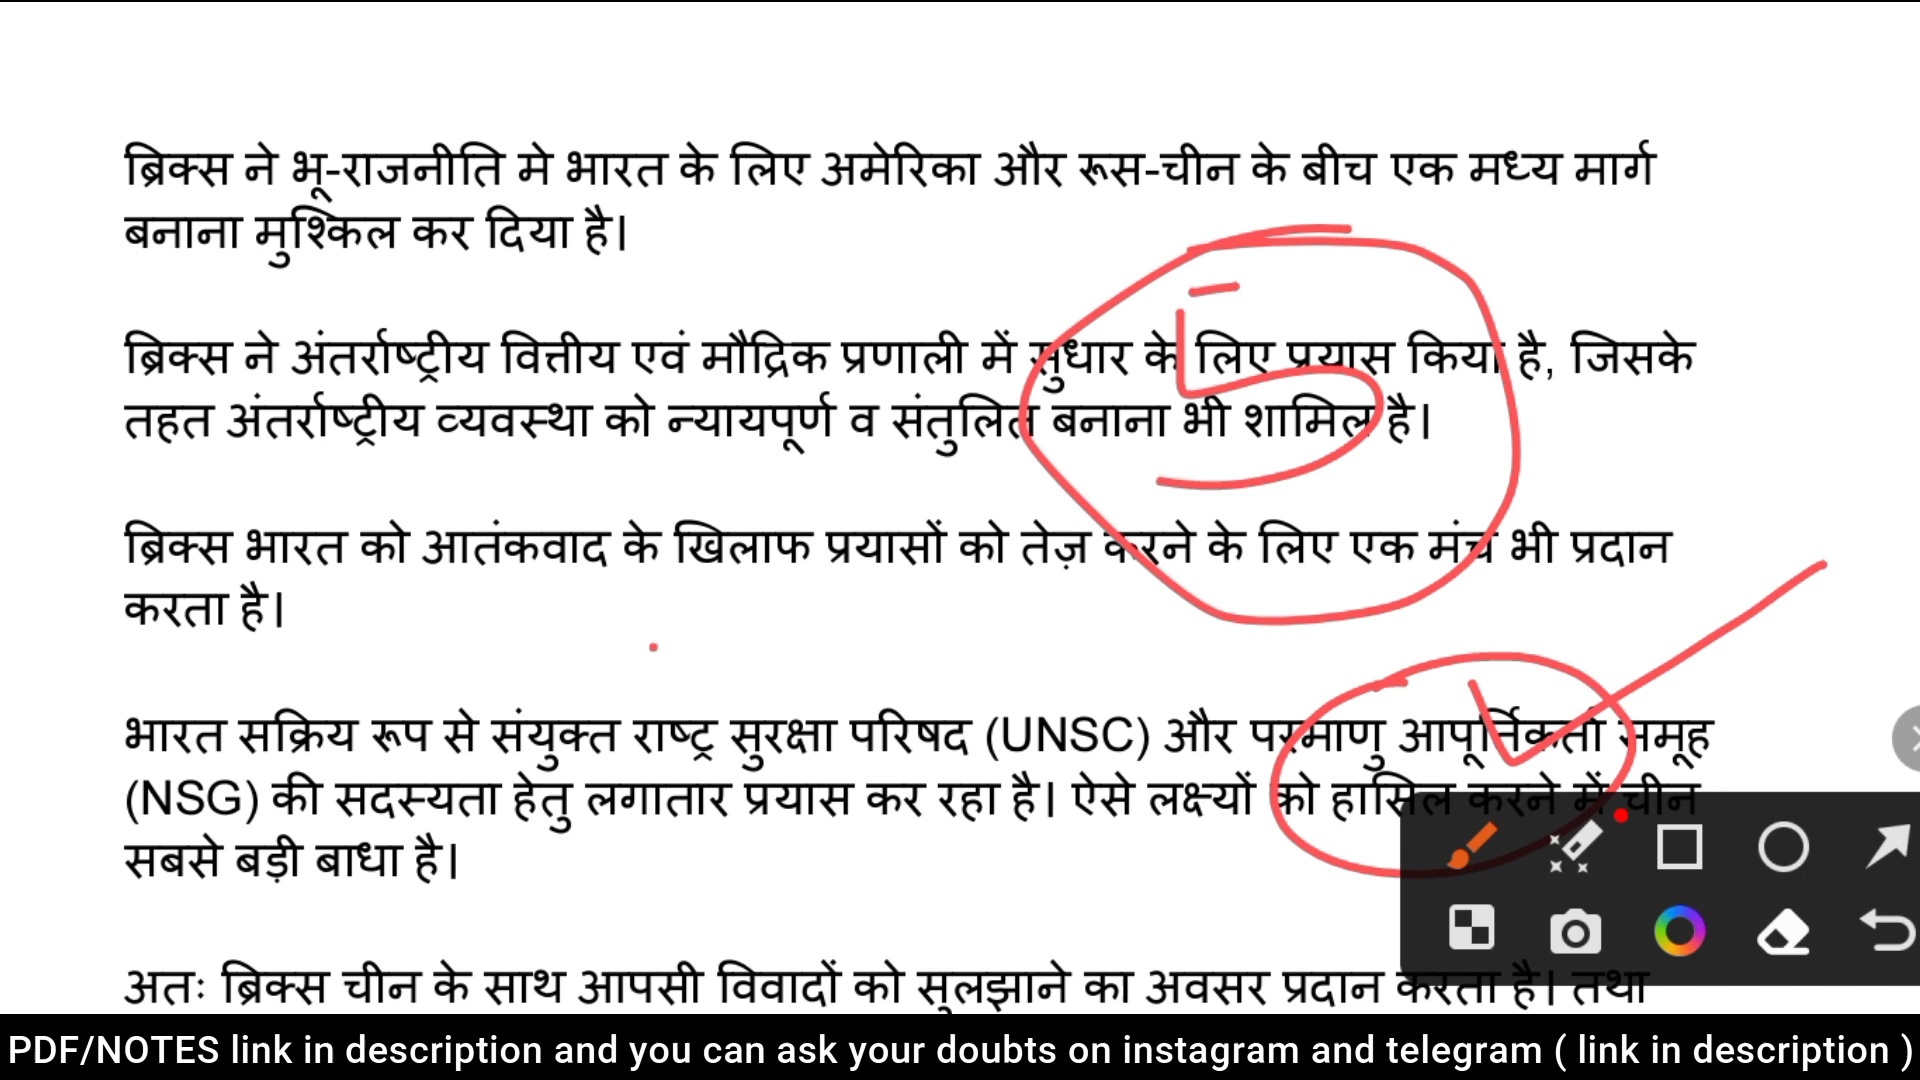 ब्रिक्स ने भू-राजनीति मे भारत के लिए अमेरिका और रूस-चीन के बीच एक मध्य मार्ग
बनाना मुश्किल कर दिया है।
ब्रिक्स ने अंतर्राष्ट्रीय वित्तीय एवं मौद्रिक प्रणाली में सुधार के लिए प्रयास किया है, जिसके
तहत अंतर्राष्ट्रीय व्यवस्था को न्यायपूर्ण व संतुलित बनाना भी शामिल है।
5
ब्रिक्स भारत को आतंकवाद के खिलाफ प्रयासों को तेज़ करने के लिए एक मंच भी प्रदान
करता है।
भारत सक्रिय रूप से संयुक्त राष्ट्र सुरक्षा परिषद (UNSC) और परमाणु आपूर्तिकर्ता समूह
(NSG) की सदस्यता हेतु लगातार प्रयास कर रहा है। ऐसे लक्ष्यों को हासिल करने में चीन
सबसे बड़ी बाधा है।
अतः ब्रिक्स चीन के साथ आपसी विवादों को सुलझाने का अवसर प्रदान करता है। तथा
PDF/NOTES link in description and you can ask your doubts on instagram and telegram ( link in description )